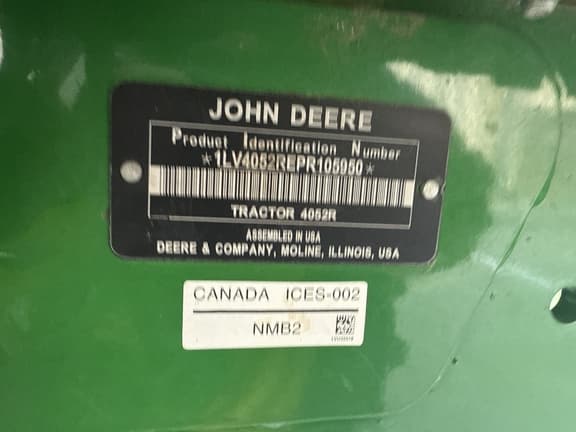 JOHN DEERE
Product Identification Number
*1LV4052REPR105950*
TRACTOR 4052R
ASSEMBLED IN USA
DEERE & COMPANY, MOLINE, ILLINOIS, USA
CANADA ICES-002
NMB2